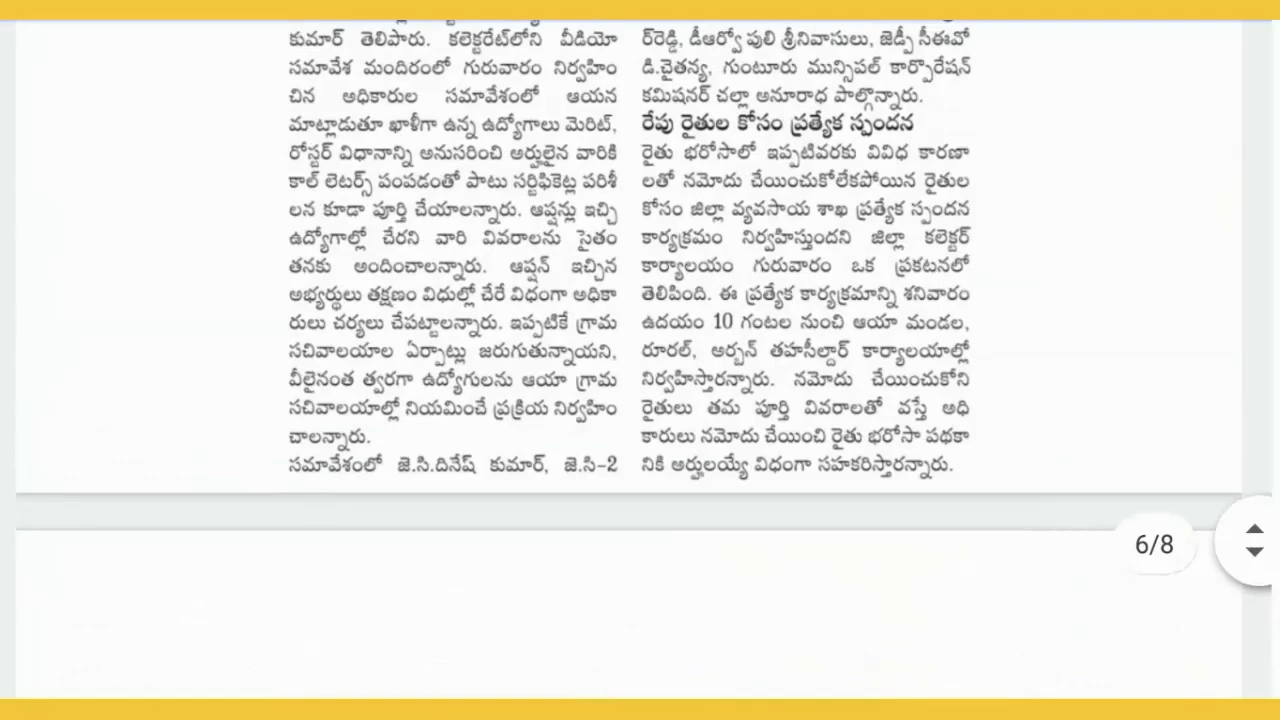 కుమార్ తెలిపారు. కలెక్టరేట్‌లోని వీడియో
సమావేశ మందిరంలో గురువారం నిర్వహిం
చిన అధికారుల సమావేశంలో ఆయన
మాట్లాడుతూ ఖాళీగా ఉన్న ఉద్యోగాలు మెరిట్,
రోస్టర్ విధానాన్ని అనుసరించి అర్హులైన వారికి
కాల్ లెటర్స్ పంపడంతో పాటు సర్టిఫికెట్ల పరిశీ
లన కూడా పూర్తి చేయాలన్నారు. ఆప్షన్లు ఇచ్చి
ఉద్యోగాల్లో చేరని వారి వివరాలను సైతం
తనకు అందించాలన్నారు. ఆప్షన్ ఇచ్చిన
అభ్యర్థులు తక్షణం విధుల్లో చేరే విధంగా అధికా
రులు చర్యలు చేపట్టాలన్నారు. ఇప్పటికే గ్రామ
సచివాలయాల ఏర్పాట్లు జరుగుతున్నాయని,
వీలైనంత త్వరగా ఉద్యోగులను ఆయా గ్రామ
సచివాలయాల్లో నియమించే ప్రక్రియ నిర్వహిం
చాలన్నారు.
సమావేశంలో జె.సి.దినేష్ కుమార్, జె.సి-2
ర్‌రెడ్డి, డీఆర్వో పులి శ్రీనివాసులు, జెడ్పీ సీఈవో
డి.చైతన్య, గుంటూరు మున్సిపల్ కార్పొరేషన్
కమిషనర్ చల్లా అనూరాధ పాల్గొన్నారు.
రేపు రైతుల కోసం ప్రత్యేక స్పందన
రైతు భరోసాలో ఇప్పటివరకు వివిధ కారణా
లతో నమోదు చేయించుకోలేకపోయిన రైతుల
కోసం జిల్లా వ్యవసాయ శాఖ ప్రత్యేక స్పందన
కార్యక్రమం నిర్వహిస్తుందని జిల్లా కలెక్టర్
కార్యాలయం గురువారం ఒక ప్రకటనలో
తెలిపింది. ఈ ప్రత్యేక కార్యక్రమాన్ని శనివారం
ఉదయం 10 గంటల నుంచి ఆయా మండల,
రూరల్, అర్బన్ తహసీల్దార్ కార్యాలయాల్లో
నిర్వహిస్తారన్నారు. నమోదు చేయించుకోని
రైతులు తమ పూర్తి వివరాలతో వస్తే అధి
కారులు నమోదు చేయించి రైతు భరోసా పథకా
నికి అర్హులయ్యే విధంగా సహకరిస్తారన్నారు.
6/8